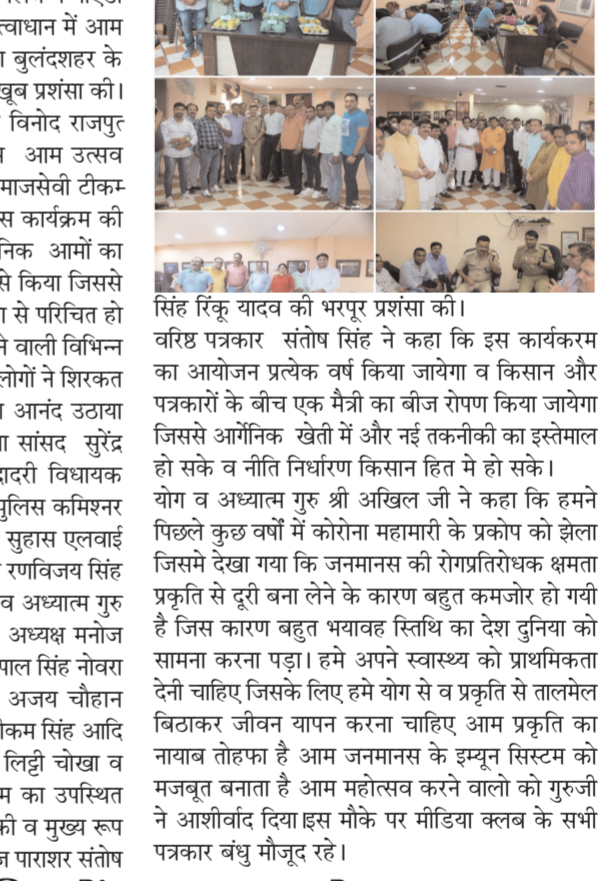 त्वाधान में आम
बुलंदशहर के
खूब प्रशंसा की।
विनोद राजपुत
आम उत्सव
माजसेवी टीकम
स कार्यक्रम की
निक आमों का
से किया जिससे
से परिचित हो
ने वाली विभिन्न
लोगों ने शिरकत
आनंद उठाया
सांसद सुरेंद्र
दादरी विधायक
पुलिस कमिश्नर
सुहास एलवाई
रणविजय सिंह
व अध्यात्म गुरु
अध्यक्ष मनोज
पाल सिंह नोवरा
अजय चौहान
ीकम सिंह आदि
लिट्टी चोखा व
म का उपस्थित
की व मुख्य रूप
ज पाराशर संतोष
सिंह रिंकू यादव की भरपूर प्रशंसा की।
वरिष्ठ पत्रकार संतोष सिंह ने कहा कि इस कार्यकरम
का आयोजन प्रत्येक वर्ष किया जायेगा व किसान और
पत्रकारों के बीच एक मैत्री का बीज रोपण किया जायेगा
जिससे आर्गेनिक खेती में और नई तकनीकी का इस्तेमाल
हो सके व नीति निर्धारण किसान हित मे हो सके।
योग व अध्यात्म गुरु श्री अखिल जी ने कहा कि हमने
पिछले कुछ वर्षों में कोरोना महामारी के प्रकोप को झेला
जिसमे देखा गया कि जनमानस की रोगप्रतिरोधक क्षमता
प्रकृति से दूरी बना लेने के कारण बहुत कमजोर हो गयी
है जिस कारण बहुत भयावह स्तिथि का देश दुनिया को
सामना करना पड़ा। हमे अपने स्वास्थ्य को प्राथमिकता
देनी चाहिए जिसके लिए हमे योग से व प्रकृति से तालमेल
बिठाकर जीवन यापन करना चाहिए आम प्रकृति का
नायाब तोहफा है आम जनमानस के इम्यून सिस्टम को
मजबूत बनाता है आम महोत्सव करने वालो को गुरुजी
ने आशीर्वाद दिया।इस मौके पर मीडिया क्लब के सभी
पत्रकार बंधु मौजूद रहे।